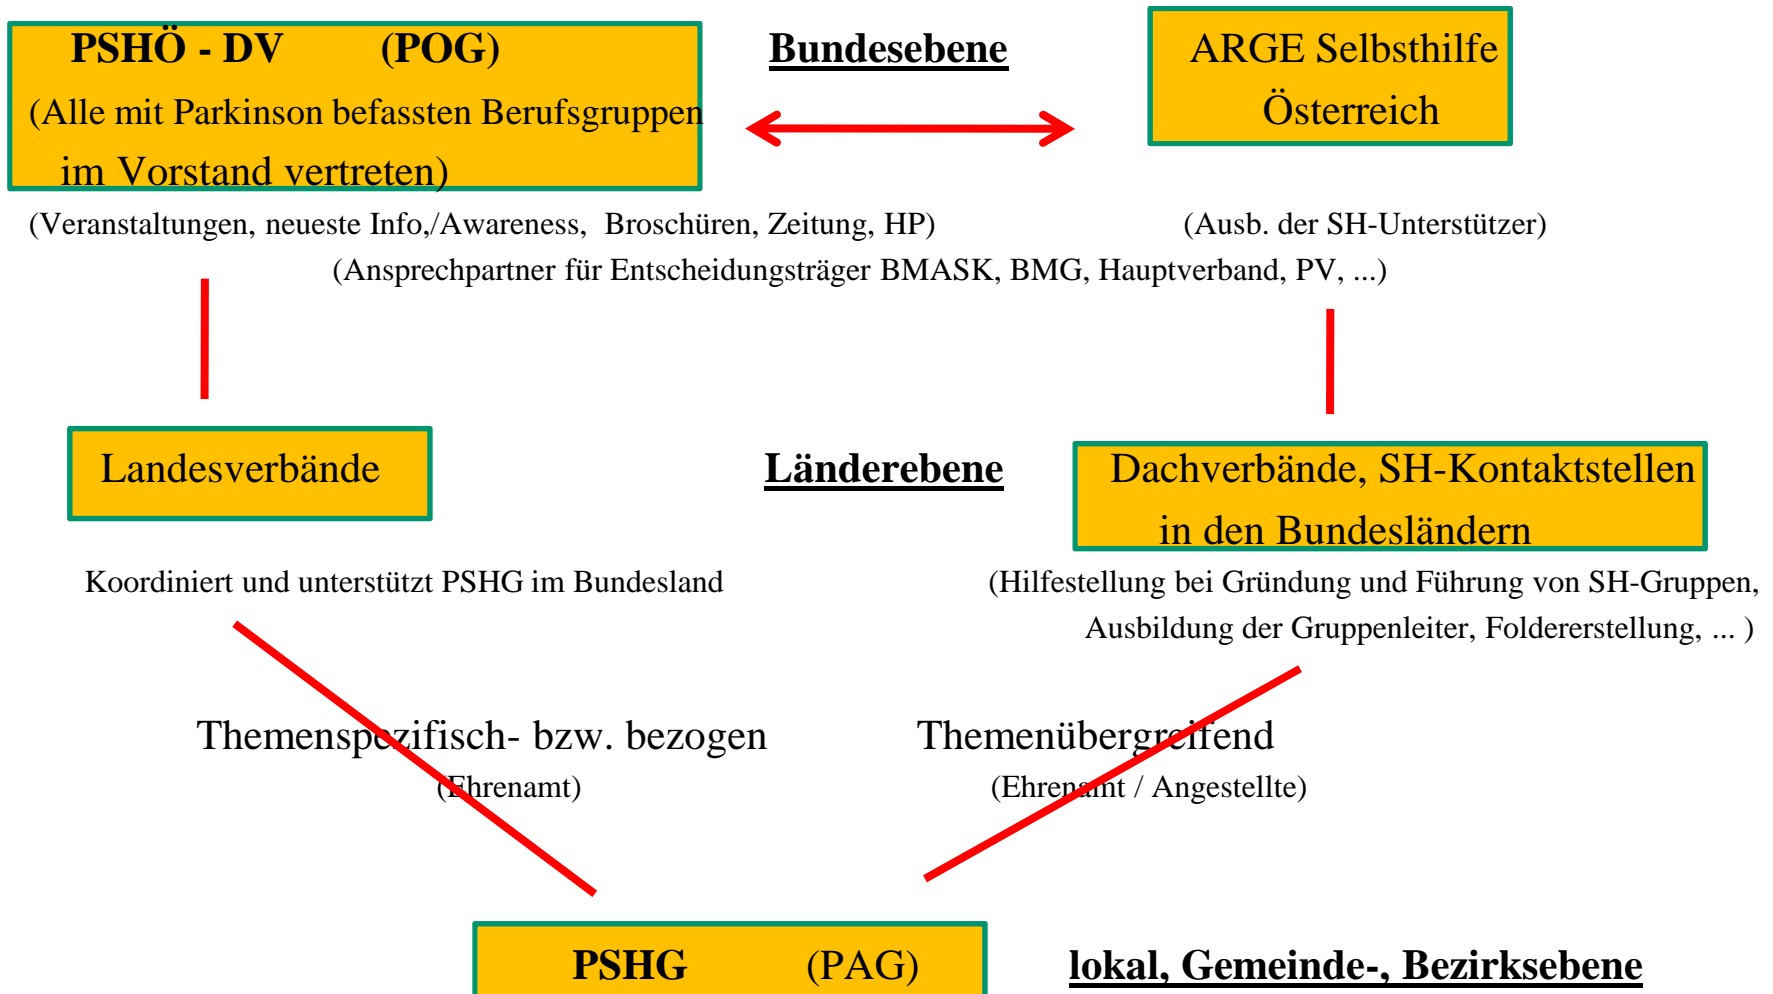 PSHÖ - DV (POG)
(Alle mit Parkinson befassten Berufsgruppen
im Vorstand vertreten)
Bundesebene
ARGE Selbsthilfe
Österreich
(Veranstaltungen, neueste Info,/Awareness, Broschüren, Zeitung, HP)
(Ausb. der SH-Unterstützer)
(Ansprechpartner für Entscheidungsträger BMASK, BMG, Hauptverband, PV, ...)
Landesverbände
Länderebene
Dachverbände, SH-Kontaktstellen
in den Bundesländern
Koordiniert und unterstützt PSHG im Bundesland
(Hilfestellung bei Gründung und Führung von SH-Gruppen,
Ausbildung der Gruppenleiter, Foldererstellung, ... )
Themenspezifisch- bzw. bezogen
(Ehrenamt)
Themenübergreifend
(Ehrenamt / Angestellte)
PSHG (PAG)
lokal, Gemeinde-, Bezirksebene